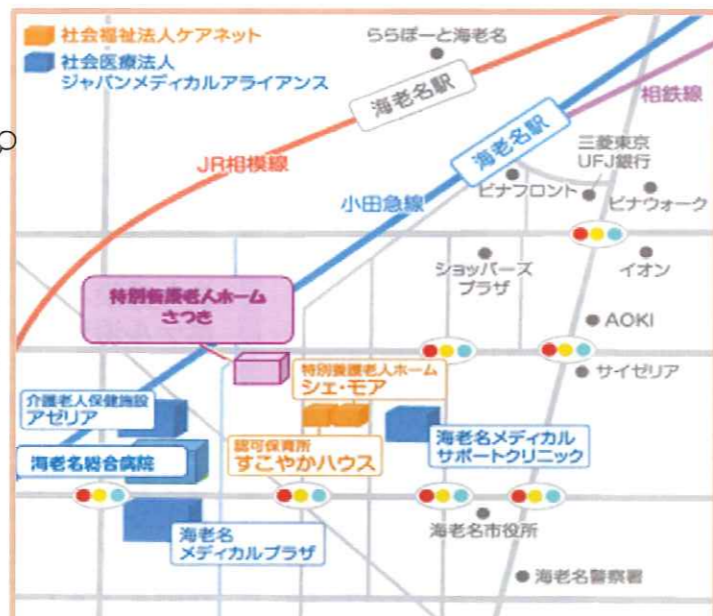 社会福祉法人ケアネット
社会医療法人
ジャパンメディカルアライアンス
ららぽーと海老名
海老名駅
海老名駅
相鉄線
JR相模線
三菱東京
UFJ銀行
小田急線
ビナフロント
ビナウォーク
ショッパーズ
プラザ
イオン
特別養護老人ホーム
さつき
AOKI
サイゼリア
特別養護老人ホーム
シェ・モア
介護老人保健施設
アゼリア
認可保育所
すこやかハウス
海老名メディカル
サポートクリニック
海老名総合病院
海老名
メディカルプラザ
海老名市役所
海老名警察署